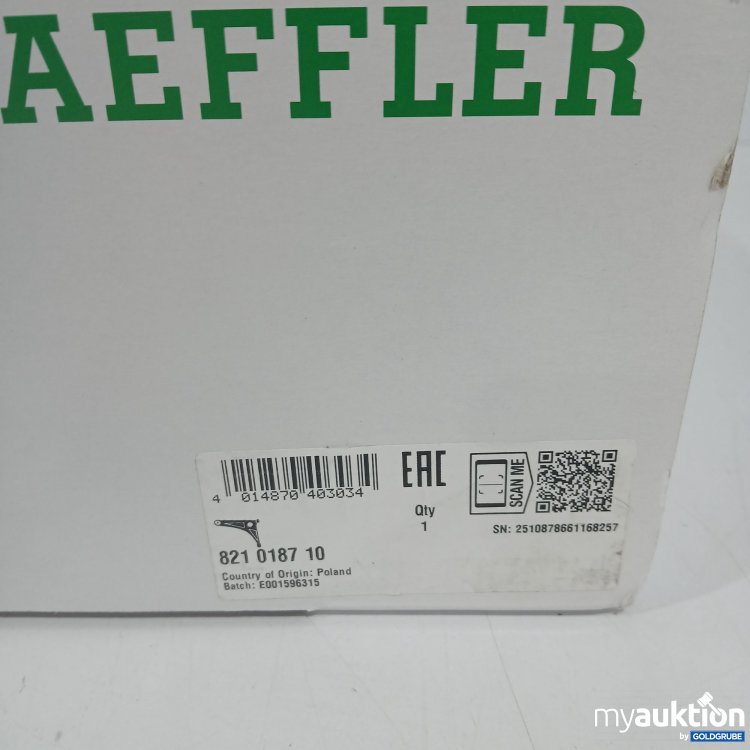 AEFFLER
4 014870 403034
EAC
Qty
1
SCAN ME
SN: 2510878661168257
821 0187 10
Country of Origin: Poland
Batch: E001596315
myauktion
by GOLDGRUBE